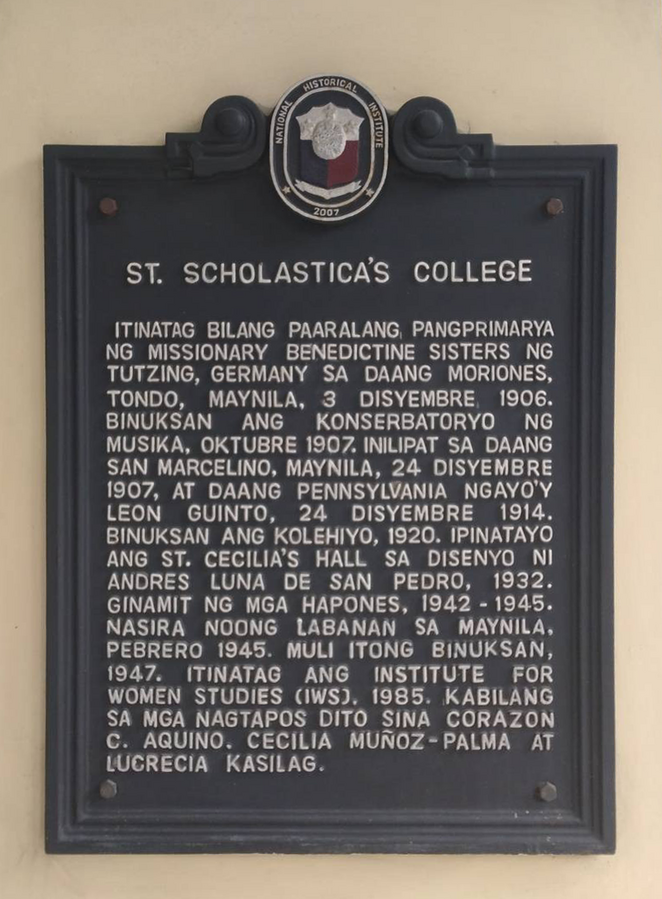 NATIONAL HISTORICAL INSTITUTE
2007
ST. SCHOLASTICA'S COLLEGE
ITINATAG BILANG PAARALANG PANGPRIMARYA
NG MISSIONARY BENEDICTINE SISTERS NG
TUTZING, GERMANY SA DAANG MORIONES,
TONDO, MAYNILA, 3 DISYEMBRE 1906.
BINUKSAN ANG KONSERBATORYO NG
MUSIKA, OKTUBRE 1907. INILIPAT SA DAANG
SAN MARCELINO, MAYNILA, 24 DISYEMBRE
1907, AT DAANG PENNSYLVANIA NGAYO'Y
LEON GUINTO, 24 DISYEMBRE 1914.
BINUKSAN ANG KOLEHIYO, 1920. IPINATAYO
ANG ST. CECILIA'S HALL SA DISENYO NI
ANDRES LUNA DE SAN PEDRO, 1932.
GINAMIT NG MGA HAPONES, 1942 - 1945.
NASIRA NOONG LABANAN SA MAYNILA,
PEBRERO 1945. MULI ITONG BINUKSAN,
1947. ITINATAG ANG INSTITUTE FOR
WOMEN STUDIES (IWS), 1985. KABILANG
SA MGA NAGTAPOS DITO SINA CORAZON
C. AQUINO, CECILIA MUÑOZ-PALMA AT
LUCRECIA KASILAG.